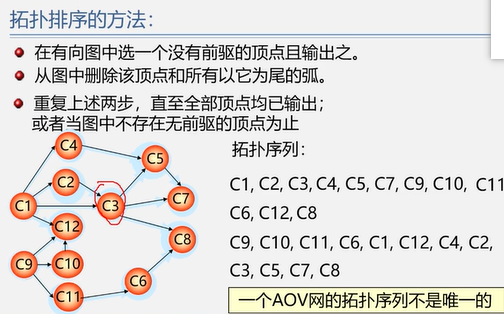 拓扑排序的方法：
在有向图中选一个没有前驱的顶点且输出之。
从图中删除该顶点和所有以它为尾的弧。
重复上述两步，直至全部顶点均已输出；
或者当图中不存在无前驱的顶点为止
C4
C5
C2
C1
C3
C7
C12
C8
C9
C10
C6
C11
拓扑序列：
C1, C2, C3, C4, C5, C7, C9, C10, C11
C6, C12, C8
C9, C10, C11, C6, C1, C12, C4, C2,
C3, C5, C7, C8
一个AOV网的拓扑序列不是唯一的